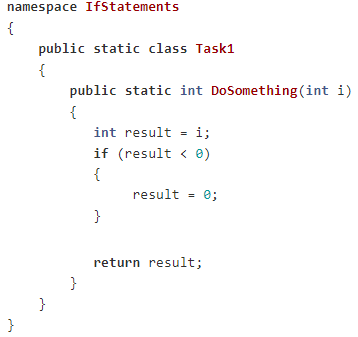 namespace IfStatements
{
    public static class Task1
    {
        public static int DoSomething(int i)
        {
           int result = i;
           if (result < 0)
           {
                result = 0;
           }

           return result;
        }
    }
}